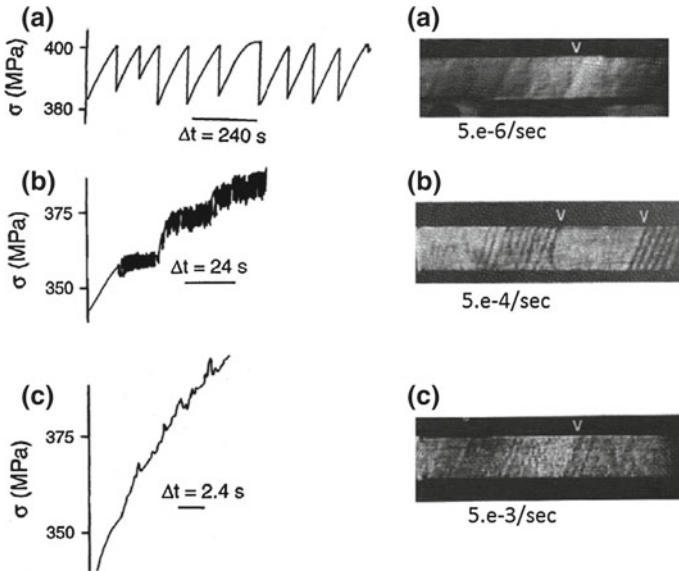 (a)
σ (MPa)
400
380
Δt = 240 s
(a)
V
5.e-6/sec
(b)
σ (MPa)
375
350
Δt = 24 s
(b)
V V
5.e-4/sec
(c)
σ (MPa)
375
350
Δt = 2.4 s
(c)
V
5.e-3/sec